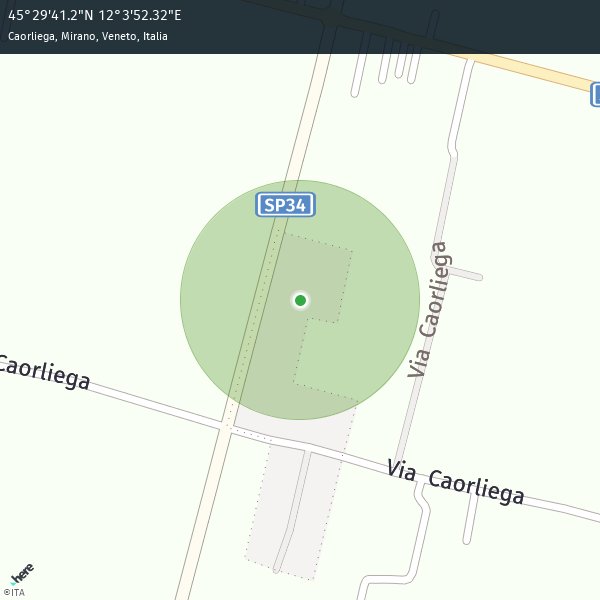 45°29'41.2"N 12°3'52.32"E
Caorliega, Mirano, Veneto, Italia
SP34
Via Caorliega
Caorliega
Via Caorliega
here
©ITA